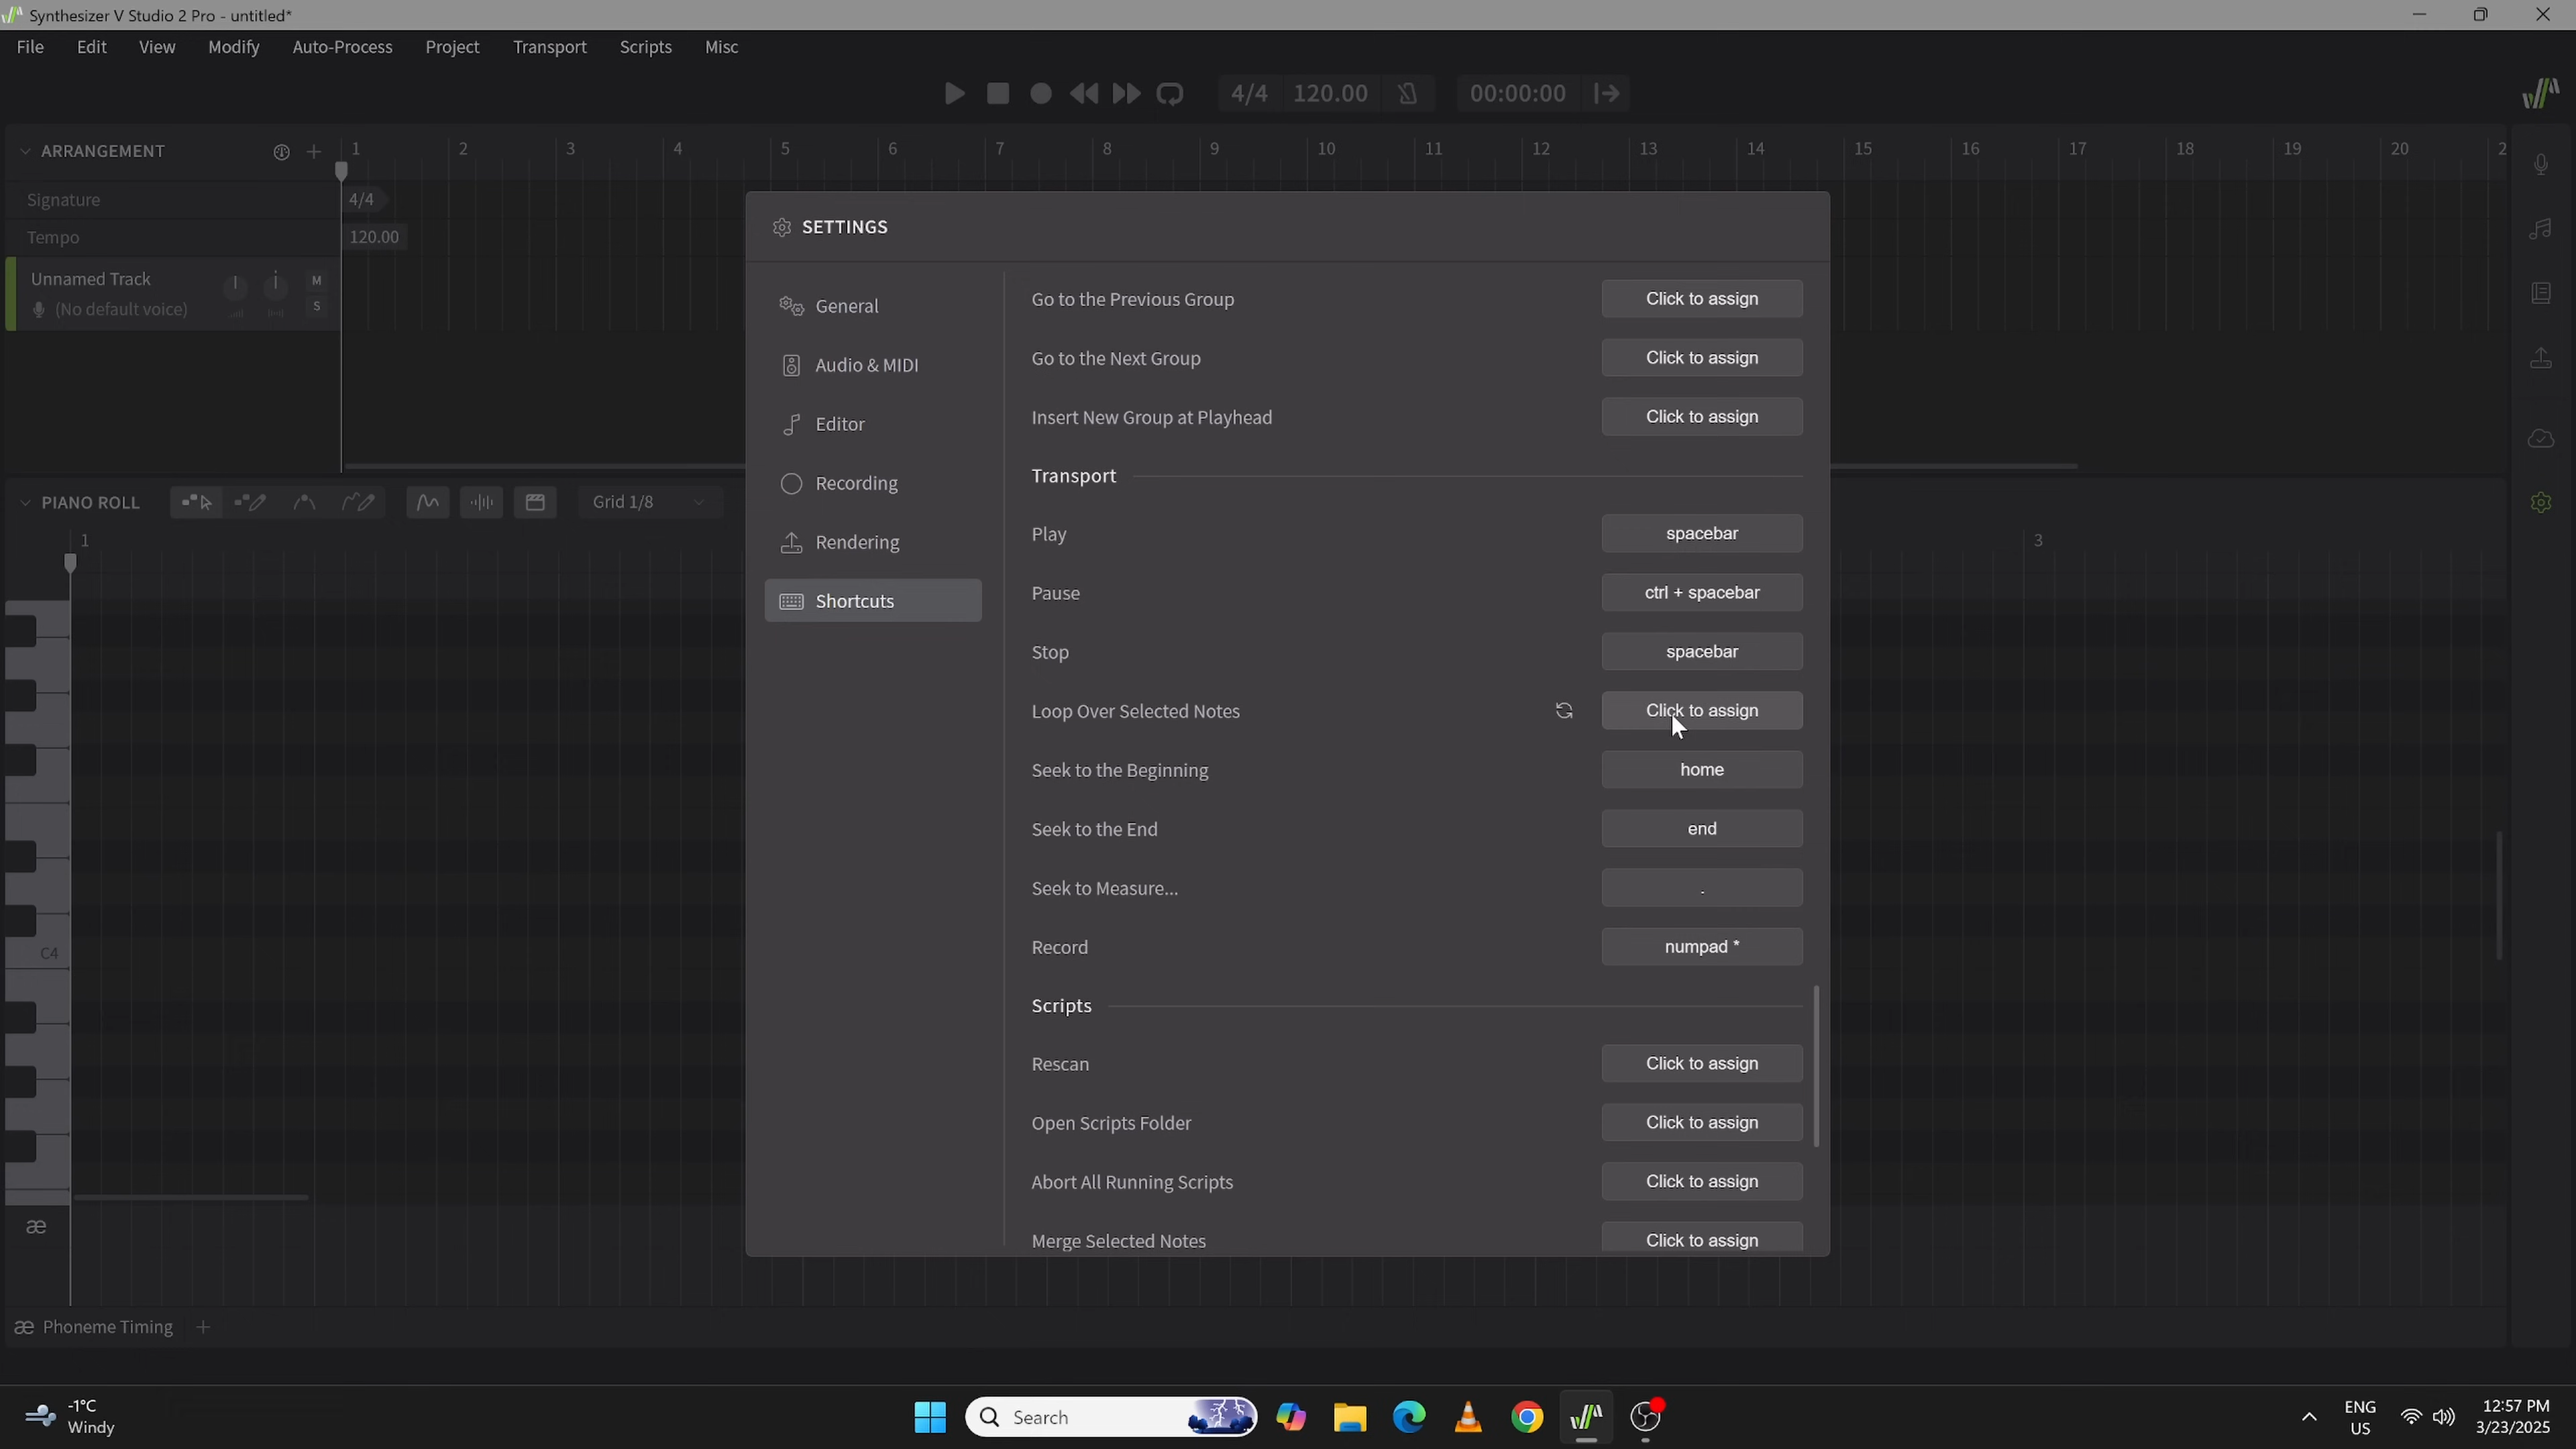 Synthesizer V Studio 2 Pro - untitled*
File Edit View Modify Auto-Process Project Transport Scripts Misc
4/4 120.00 00:00:00
ARRANGEMENT
1 2 3 4 5 6 7 8 9 10 11 12 13 14 15 16 17 18 19 20 2
Signature 4/4
Tempo 120.00
Unnamed Track M
(No default voice) S
PIANO ROLL Grid 1/8
1 3
C4
æ
æ Phoneme Timing +
SETTINGS
General
Audio & MIDI
Editor
Recording
Rendering
Shortcuts
Go to the Previous Group Click to assign
Go to the Next Group Click to assign
Insert New Group at Playhead Click to assign
Transport
Play spacebar
Pause ctrl + spacebar
Stop spacebar
Loop Over Selected Notes Click to assign
Seek to the Beginning home
Seek to the End end
Seek to Measure... .
Record numpad *
Scripts
Rescan Click to assign
Open Scripts Folder Click to assign
Abort All Running Scripts Click to assign
Merge Selected Notes Click to assign
-1°C
Windy
Search
ENG
US
12:57 PM
3/23/2025